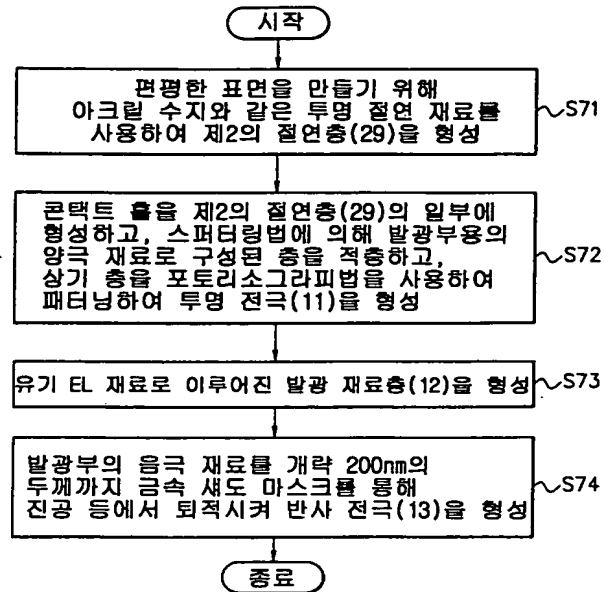 시작
편평한 표면을 만들기 위해
아크릴 수지와 같은 투명 절연 재료를
사용하여 제2의 절연층(29)을 형성
S71
콘택트 홀을 제2의 절연층(29)의 일부에
형성하고, 스퍼터링법에 의해 발광부용의
양극 재료로 구성된 층을 적층하고,
상기 층을 포토리소그라피법을 사용하여
패터닝하여 투명 전극(11)을 형성
S72
유기 EL 재료로 이루어진 발광 재료층(12)을 형성
S73
발광부의 음극 재료를 개략 200nm의
두께까지 금속 섀도 마스크를 통해
진공 등에서 퇴적시켜 반사 전극(13)을 형성
S74
종료